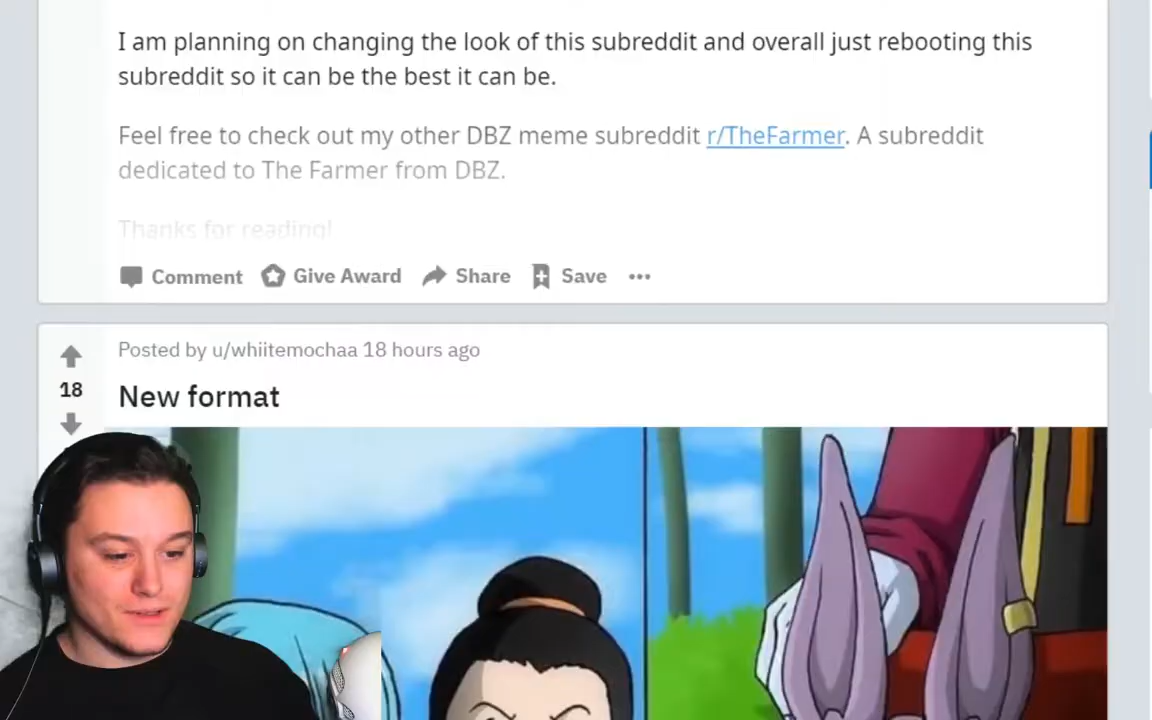 I am planning on changing the look of this subreddit and overall just rebooting this
subreddit so it can be the best it can be.
Feel free to check out my other DBZ meme subreddit r/TheFarmer. A subreddit
dedicated to The Farmer from DBZ.
Thanks for reading!
Comment Give Award Share Save
Posted by u/whiitemochaa 18 hours ago
18
New format